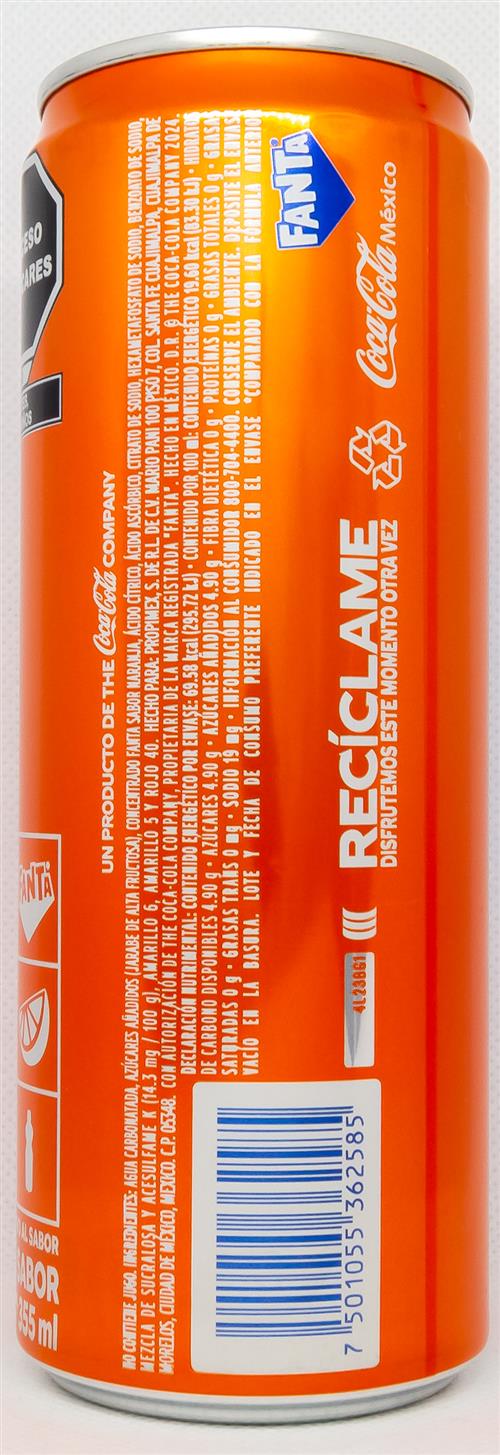 ESO
ARES
UN PRODUCTO DE THE Coca-Cola COMPANY
NO CONTIENE JUGO. INGREDIENTES: AGUA CARBONATADA, AZÚCARES AÑADIDOS (JARABE DE ALTA FRUCTOSA), CONCENTRADO FANTA SABOR NARANJA, ÁCIDO CÍTRICO, ÁCIDO ASCÓRBICO, CITRATO DE SODIO, HEXAMETAFOSFATO DE SODIO, BENZOATO DE SODIO,
MEZCLA DE SUCRALOSA Y ACESULFAME K (14.3 mg / 100 g), AMARILLO 6, AMARILLO 5 Y ROJO 40. HECHO PARA: PROPIMEX, S. DE R.L. DE C.V. MARIO PANI 100 PISO 7, COL. SANTA FE CUAJIMALPA, CUAJIMALPA DE
MORELOS, CIUDAD DE MÉXICO, MÉXICO. C.P. 05348. CON AUTORIZACIÓN DE THE COCA-COLA COMPANY, PROPIETARIA DE LA MARCA REGISTRADA "FANTA". HECHO EN MÉXICO. D.R. © THE COCA-COLA COMPANY 2024.
DECLARACIÓN NUTRIMENTAL: CONTENIDO ENERGÉTICO POR ENVASE: 69.58 kcal (295.72 kJ) · CONTENIDO POR 100 ml: CONTENIDO ENERGÉTICO 19.60 kcal (83.30 kJ) · HIDRATOS
DE CARBONO DISPONIBLES 4.90 g · AZÚCARES 4.90 g · AZÚCARES AÑADIDOS 4.90 g · FIBRA DIETÉTICA 0 g · PROTEÍNAS 0 g · GRASAS TOTALES 0 g · GRASAS
SATURADAS 0 g · GRASAS TRANS 0 mg · SODIO 19 mg · INFORMACIÓN AL CONSUMIDOR 800-704-4400. CONSERVE EL AMBIENTE. DEPOSITE EL ENVASE
VACÍO EN LA BASURA. LOTE Y FECHA DE CONSUMO PREFERENTE INDICADO EN EL ENVASE *COMPARADO CON LA FÓRMULA ANTERIOR
FANTA
RECÍCLAME
DISFRUTEMOS ESTE MOMENTO OTRA VEZ
Coca-Cola México
4L23BG1
7 501055 362585
FANTA
AL SABOR
SABOR
355 ml